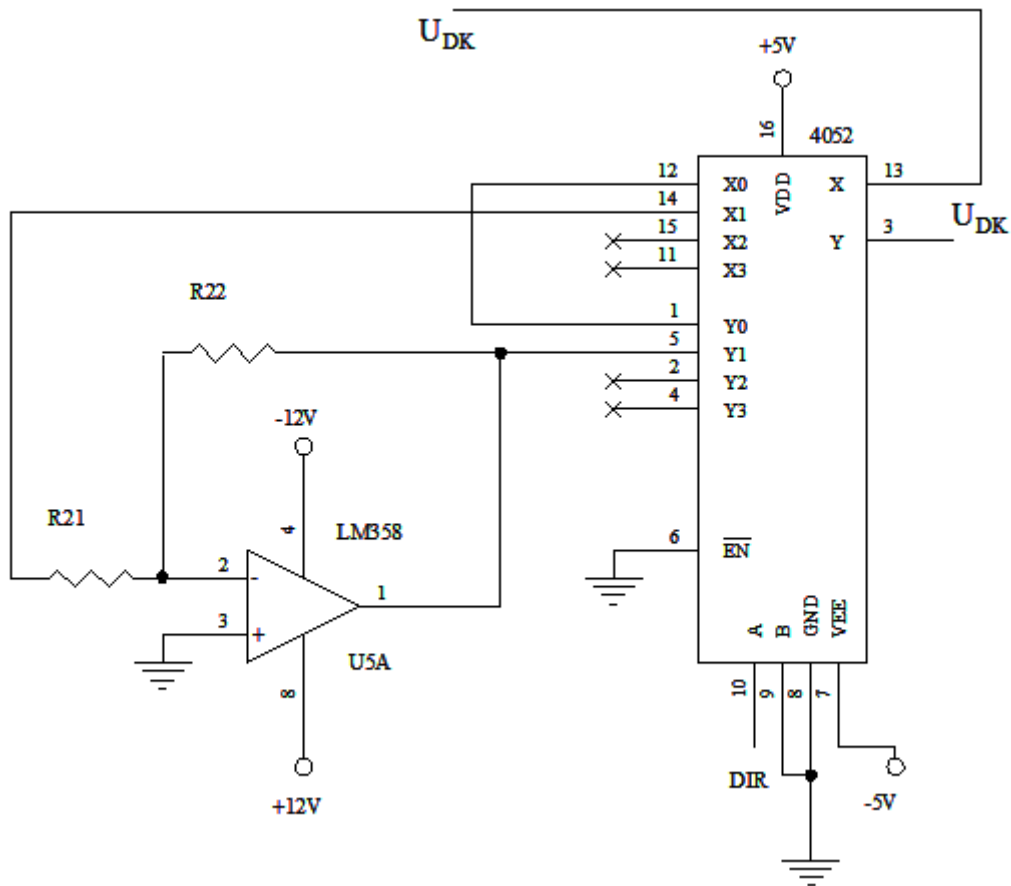 U_DK
+5V
16
4052
12 X0 VDD X 13
14 X1
U_DK
15 X2 Y 3
11 X3
R22
1 Y0
5 Y1
2 Y2
4 Y3
-12V
R21
4
LM358
6 EN
2 -
1
3 +
U5A
A B GND VEE
8
10 9 8 7
DIR
-5V
+12V